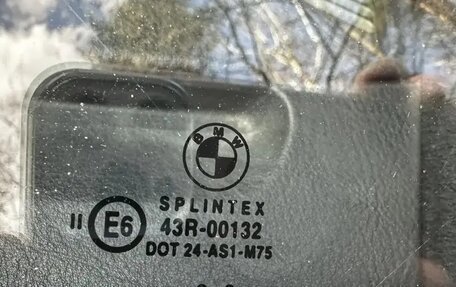 BMW
SPLINTEX
II E6 43R-00132
DOT 24-AS1-M75